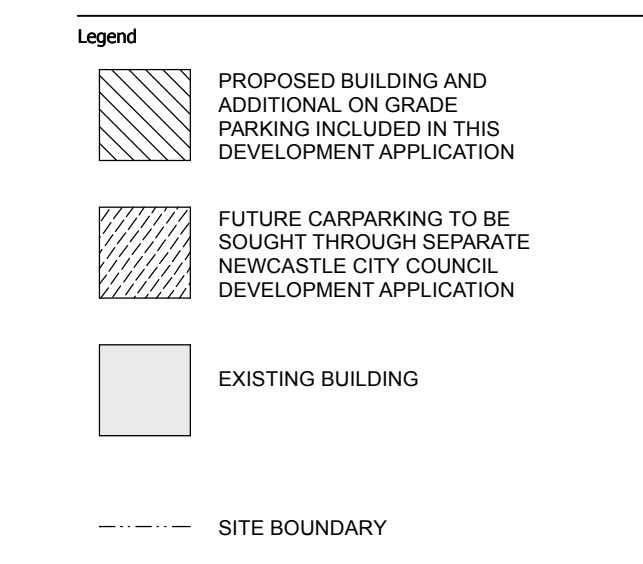 Legend
PROPOSED BUILDING AND
ADDITIONAL ON GRADE
PARKING INCLUDED IN THIS
DEVELOPMENT APPLICATION
FUTURE CARPARKING TO BE
SOUGHT THROUGH SEPARATE
NEWCASTLE CITY COUNCIL
DEVELOPMENT APPLICATION
EXISTING BUILDING
SITE BOUNDARY